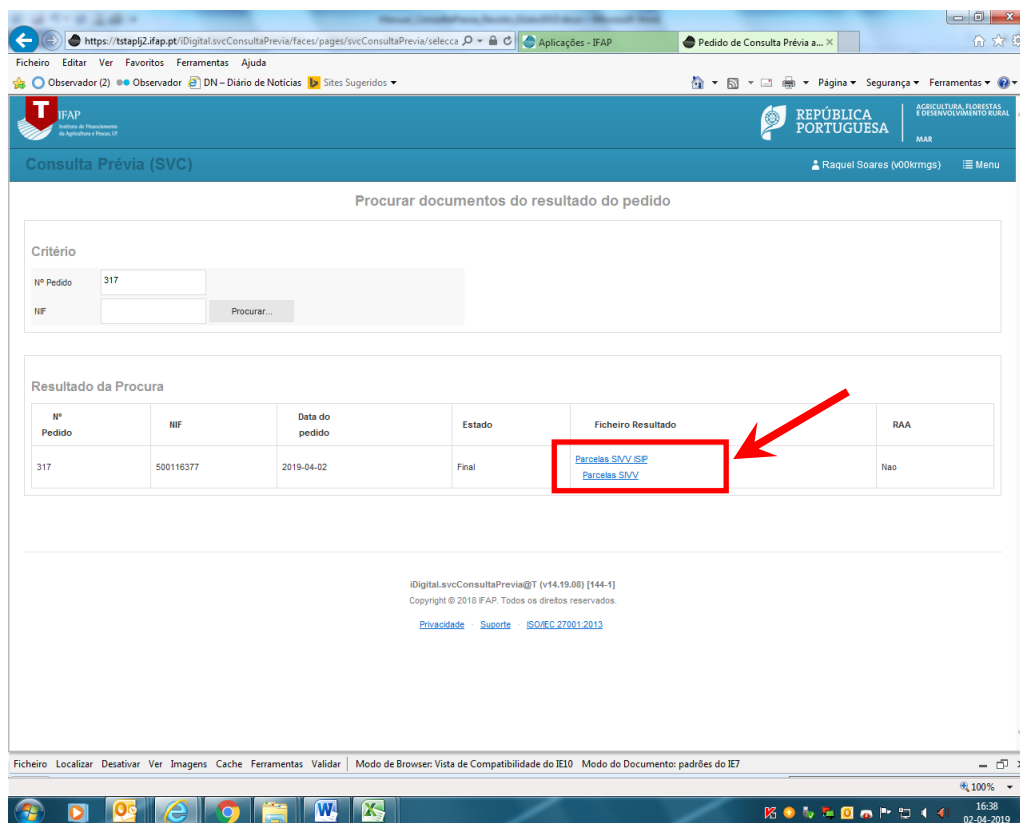 https://tstaplj2.ifap.pt/iDigital.svcConsultaPrevia/faces/pages/svcConsultaPrevia/selecca
Aplicações - IFAP
Pedido de Consulta Prévia a...
Ficheiro Editar Ver Favoritos Ferramentas Ajuda
Observador (2) Observador DN – Diário de Notícias Sites Sugeridos
Página Segurança Ferramentas
T
IFAP
Instituto de Financiamento
da Agricultura e Pescas, I.P.
REPÚBLICA
PORTUGUESA
AGRICULTURA, FLORESTAS
E DESENVOLVIMENTO RURAL
MAR
Consulta Prévia (SVC)
Raquel Soares (v00krmgs) Menu
Procurar documentos do resultado do pedido
Critério
Nº Pedido 317
NIF Procurar...
Resultado da Procura
Nº Pedido NIF Data do pedido Estado Ficheiro Resultado RAA
317 500116377 2019-04-02 Final Parcelas SIVV ISIP Nao
Parcelas SIVV
iDigital.svcConsultaPrevia@T (v14.19.08) [144-1]
Copyright © 2018 IFAP. Todos os direitos reservados.
Privacidade · Suporte · ISO/IEC 27001:2013
Ficheiro Localizar Desativar Ver Imagens Cache Ferramentas Validar Modo de Browser: Vista de Compatibilidade do IE10 Modo do Documento: padrões do IE7
100%
16:38
02-04-2019